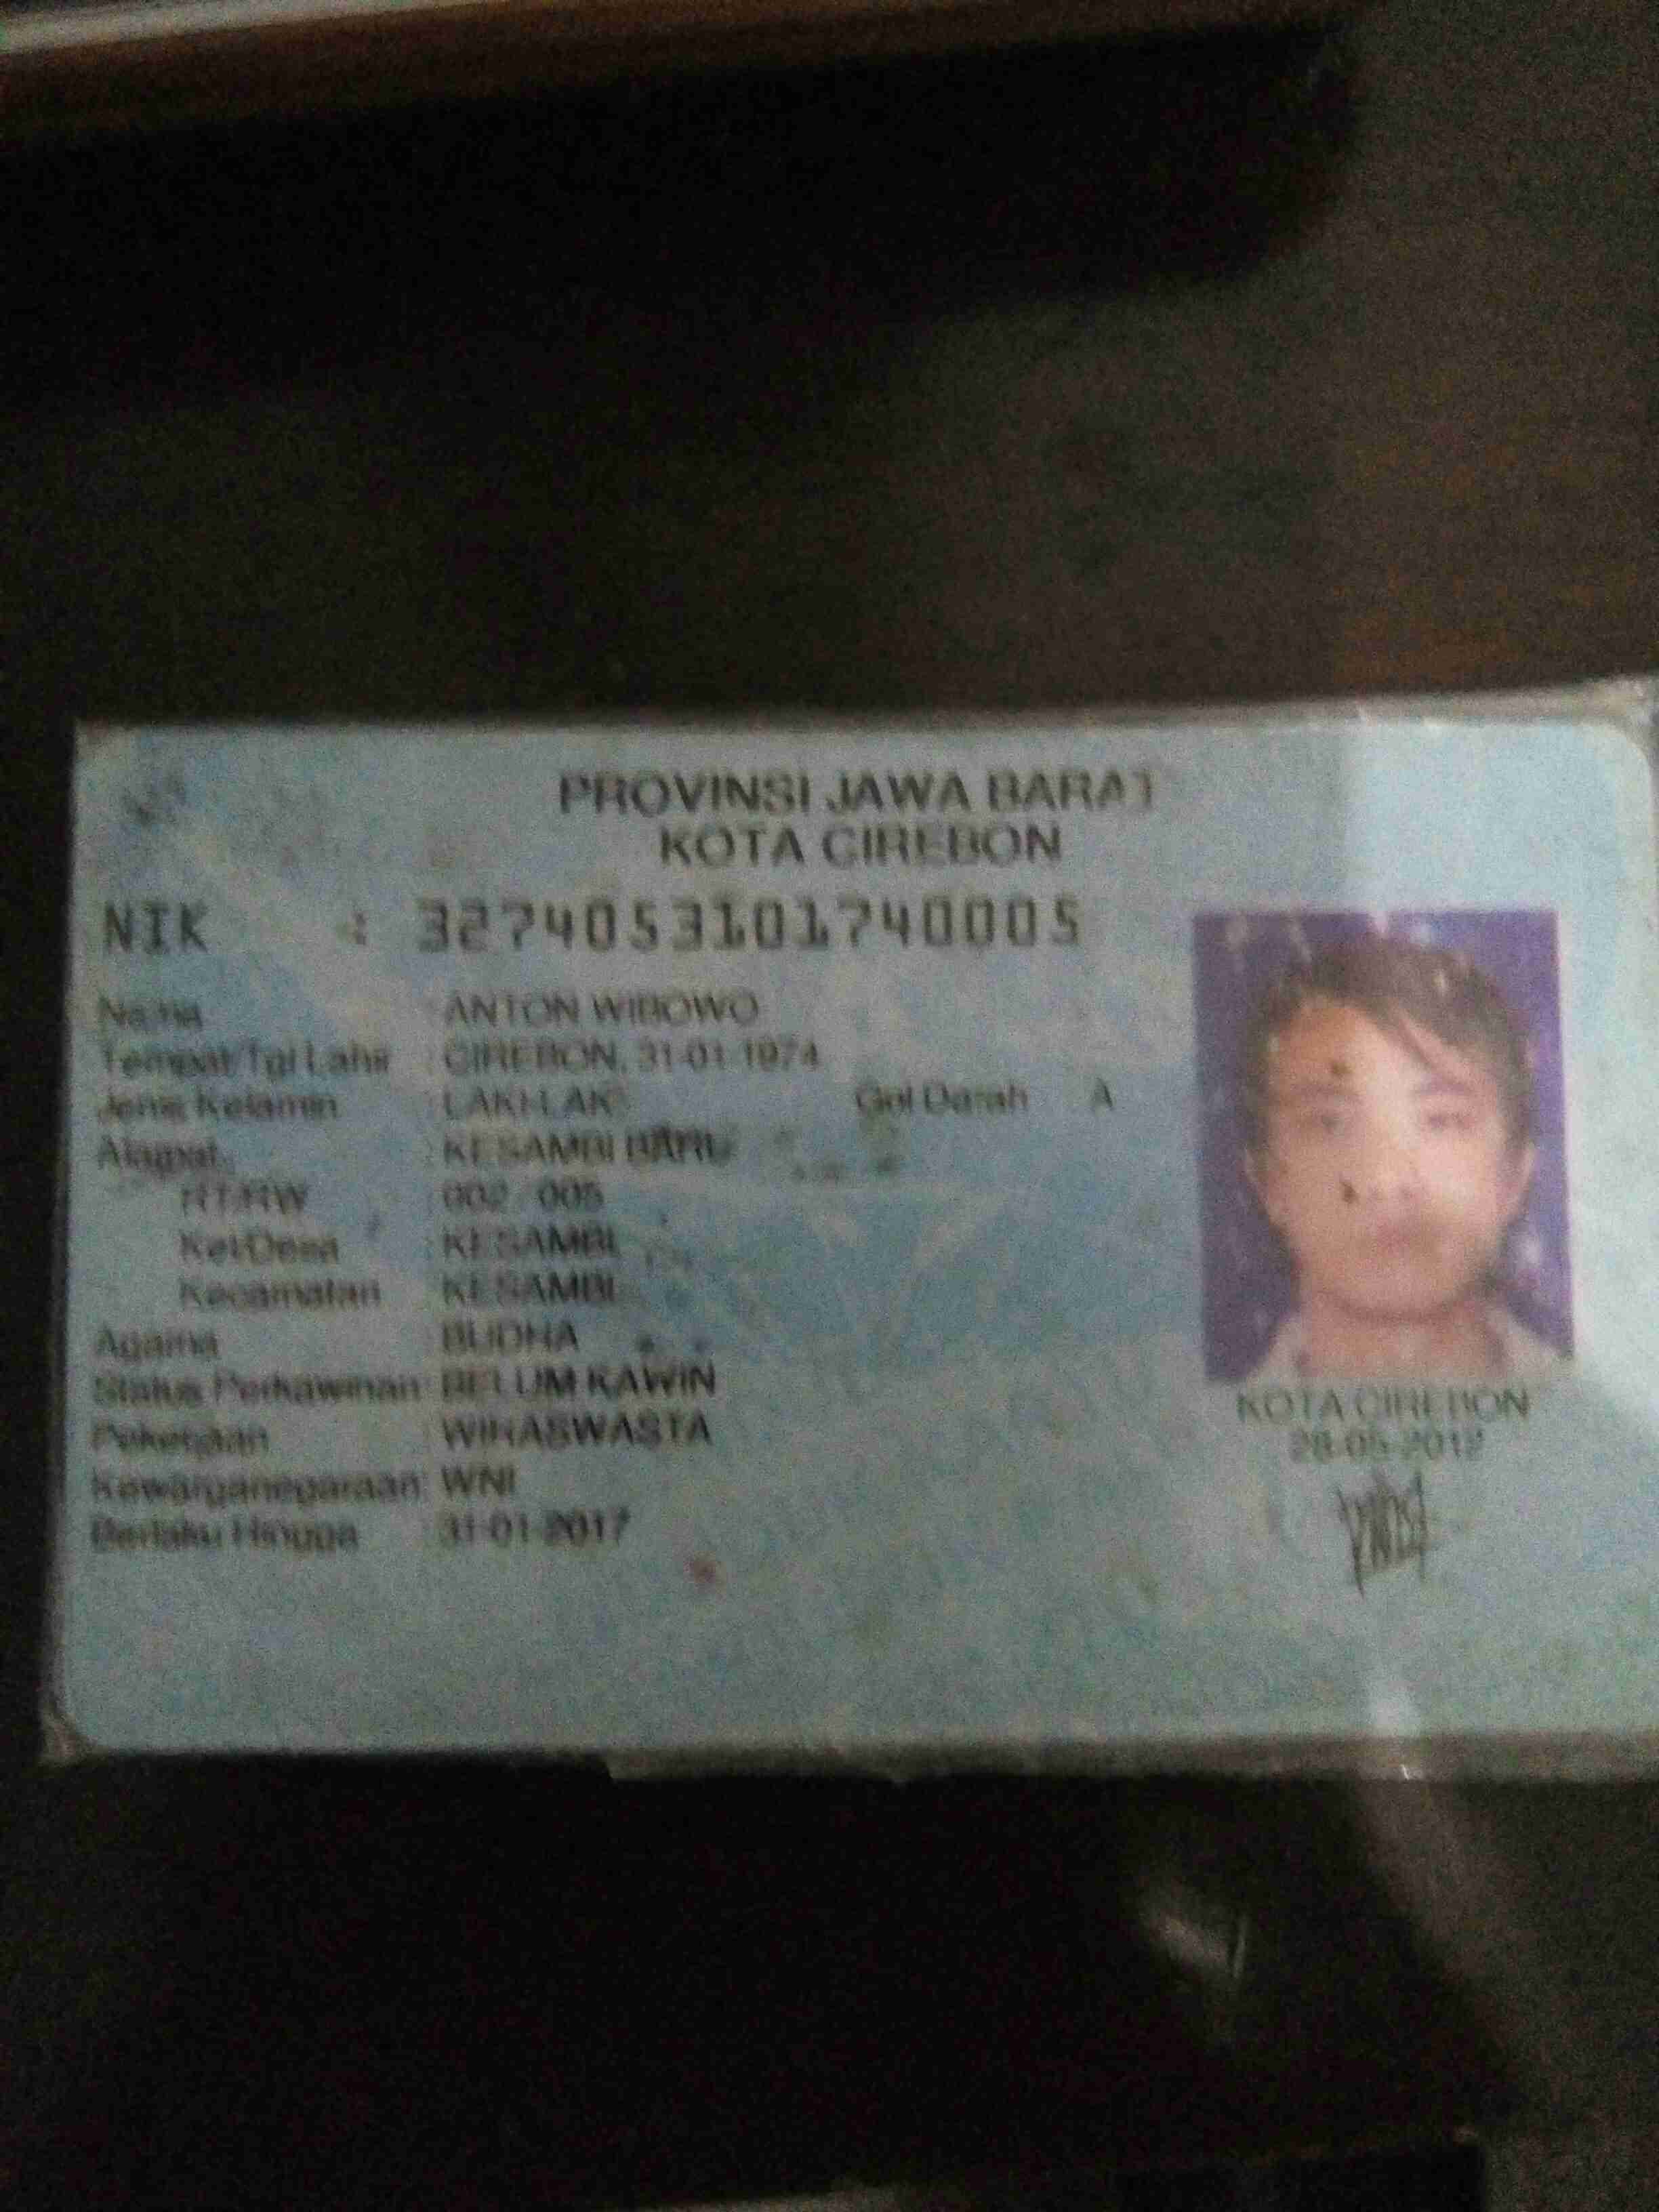 PROVINSI JAWA BARAT
KOTA CIREBON
NIK : 3274053101740005
Nama : ANTON WIBOWO
Tempat/Tgl Lahir : CIREBON, 31-01-1974
Jenis Kelamin : LAKI-LAKI Gol Darah A
Alamat : KESAMBI BARU
RT/RW : 002 / 005
Kel/Desa : KESAMBI
Kecamatan : KESAMBI
Agama : BUDHA
Status Perkawinan : BELUM KAWIN
Pekerjaan : WIRASWASTA
Kewarganegaraan : WNI
Berlaku Hingga : 31-01-2017
KOTA CIREBON
28-05-2012